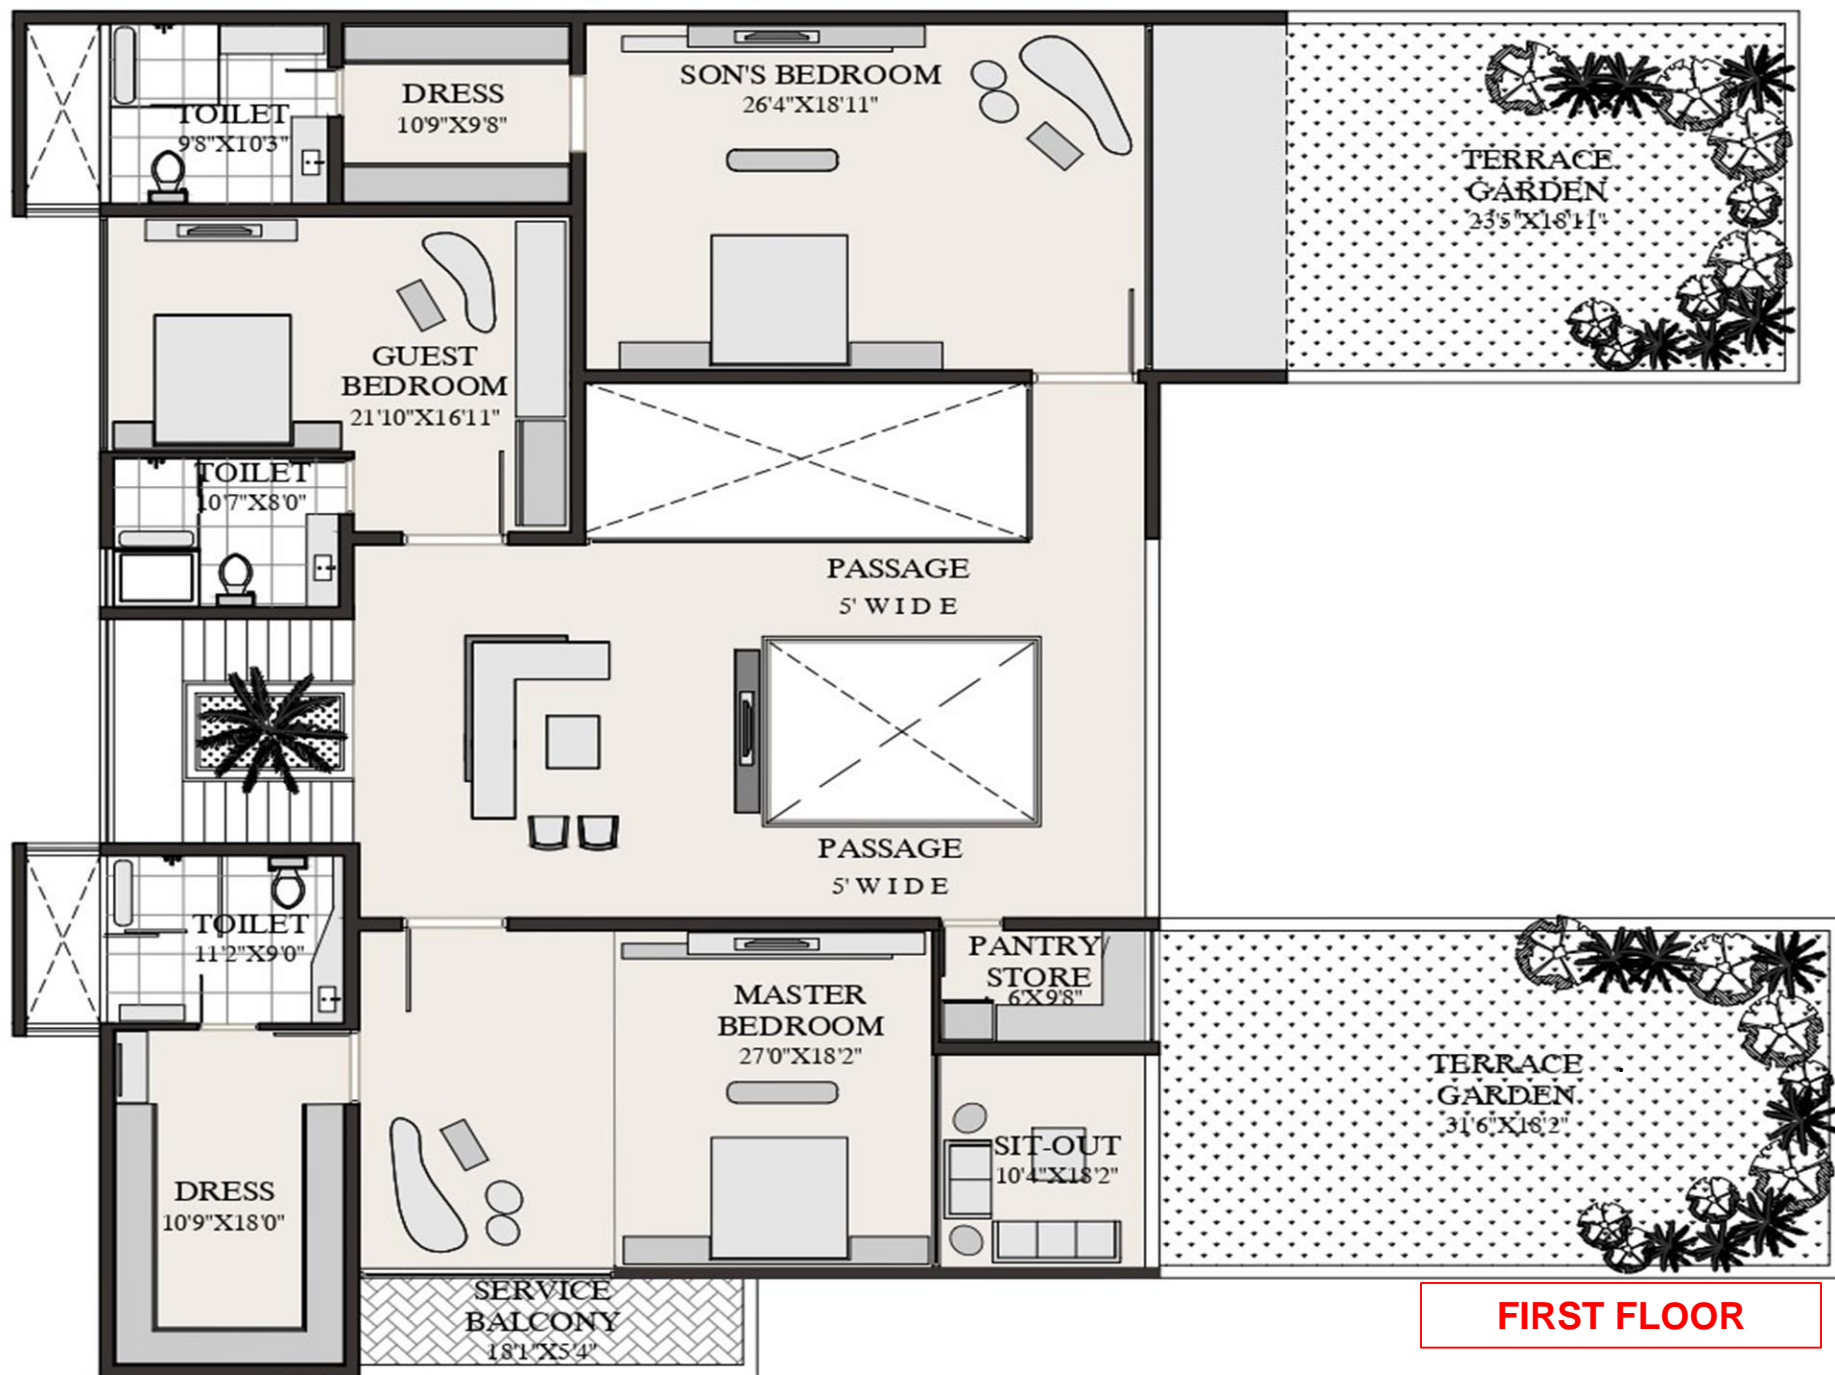 TOILET
9'8"X10'3"
DRESS
10'9"X9'8"
SON'S BEDROOM
26'4"X18'11"
TERRACE
GARDEN
23'5"X18'11"
GUEST
BEDROOM
21'10"X16'11"
TOILET
10'7"X8'0"
PASSAGE
5' WIDE
PASSAGE
5' WIDE
TOILET
11'2"X9'0"
MASTER
BEDROOM
27'0"X18'2"
PANTRY/
STORE
6'X9'8"
TERRACE
GARDEN
31'6"X18'2"
SIT-OUT
10'4"X18'2"
DRESS
10'9"X18'0"
SERVICE
BALCONY
18'1"X5'4"
FIRST FLOOR